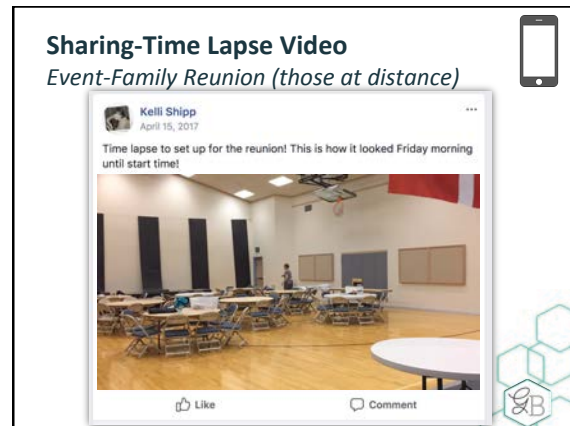 Sharing-Time Lapse Video
Event-Family Reunion (those at distance)
Kelli Shipp
April 15, 2017
Time lapse to set up for the reunion! This is how it looked Friday morning
until start time!
Like
Comment
GB